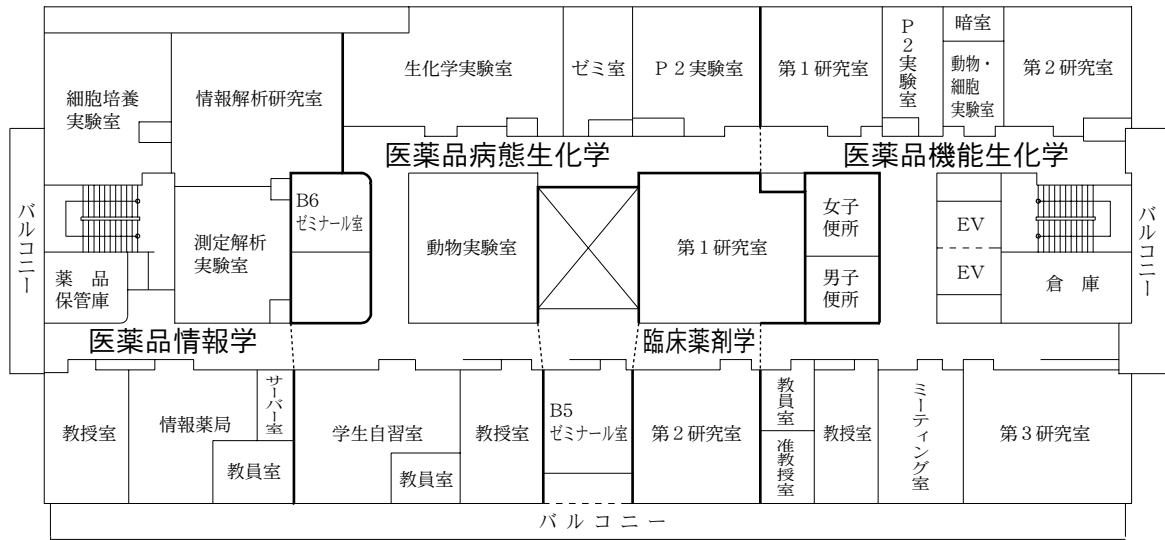 生化学実験室
ゼミ室
Ｐ２実験室
第１研究室
Ｐ２実験室
暗室
動物・
細胞
実験室
第２研究室
細胞培養
実験室
情報解析研究室
医薬品病態生化学
医薬品機能生化学
バルコニー
B6
ゼミナール室
測定解析
実験室
動物実験室
第１研究室
女子
便所
男子
便所
EV
EV
倉庫
バルコニー
薬品
保管庫
医薬品情報学
臨床薬剤学
教授室
情報薬局
サーバー室
教員室
学生自習室
教員室
教授室
B5
ゼミナール室
第２研究室
教員室
准教授室
教授室
ミーティング室
第３研究室
バルコニー